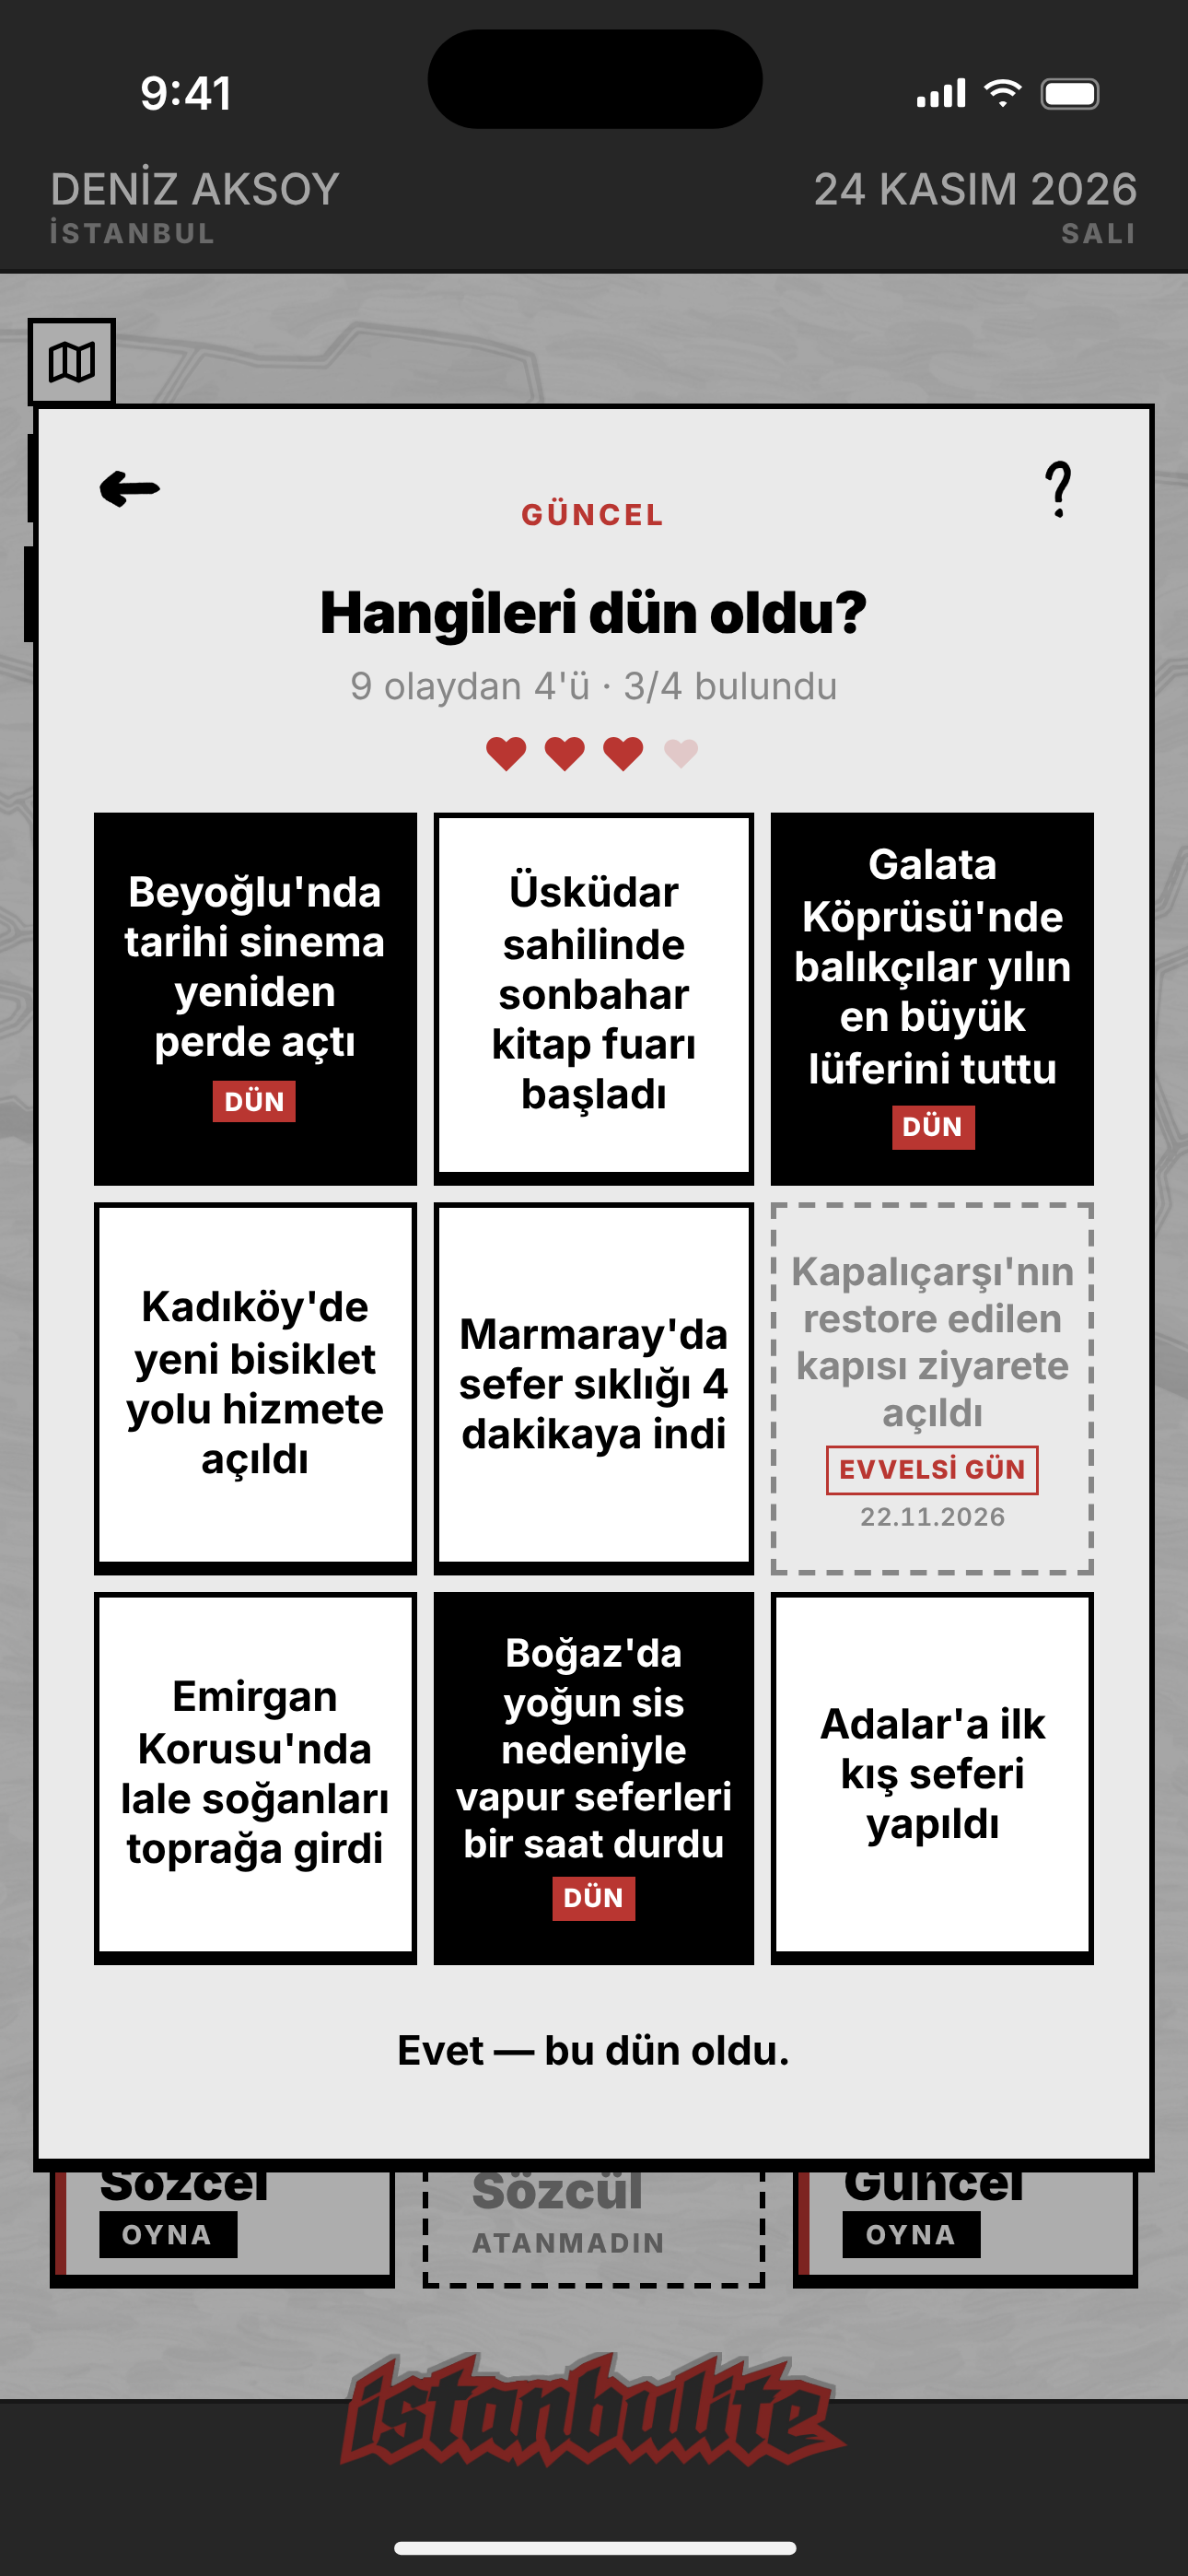 9:41
DENİZ AKSOY
24 KASIM 2026
İSTANBUL
SALI
GÜNCEL
?
Hangileri dün oldu?
9 olaydan 4'ü · 3/4 bulundu
Beyoğlu'nda
tarihi sinema
yeniden
perde açtı
DÜN
Üsküdar
sahilinde
sonbahar
kitap fuarı
başladı
Galata
Köprüsü'nde
balıkçılar yılın
en büyük
lüferini tuttu
DÜN
Kadıköy'de
yeni bisiklet
yolu hizmete
açıldı
Marmaray'da
sefer sıklığı 4
dakikaya indi
Kapalıçarşı'nın
restore edilen
kapısı ziyarete
açıldı
EVVELSİ GÜN
22.11.2026
Emirgan
Korusu'nda
lale soğanları
toprağa girdi
Boğaz'da
yoğun sis
nedeniyle
vapur seferleri
bir saat durdu
DÜN
Adalar'a ilk
kış seferi
yapıldı
Evet — bu dün oldu.
Sözcel
OYNA
Sözcül
ATANMADIN
Güncel
OYNA
istanbulite